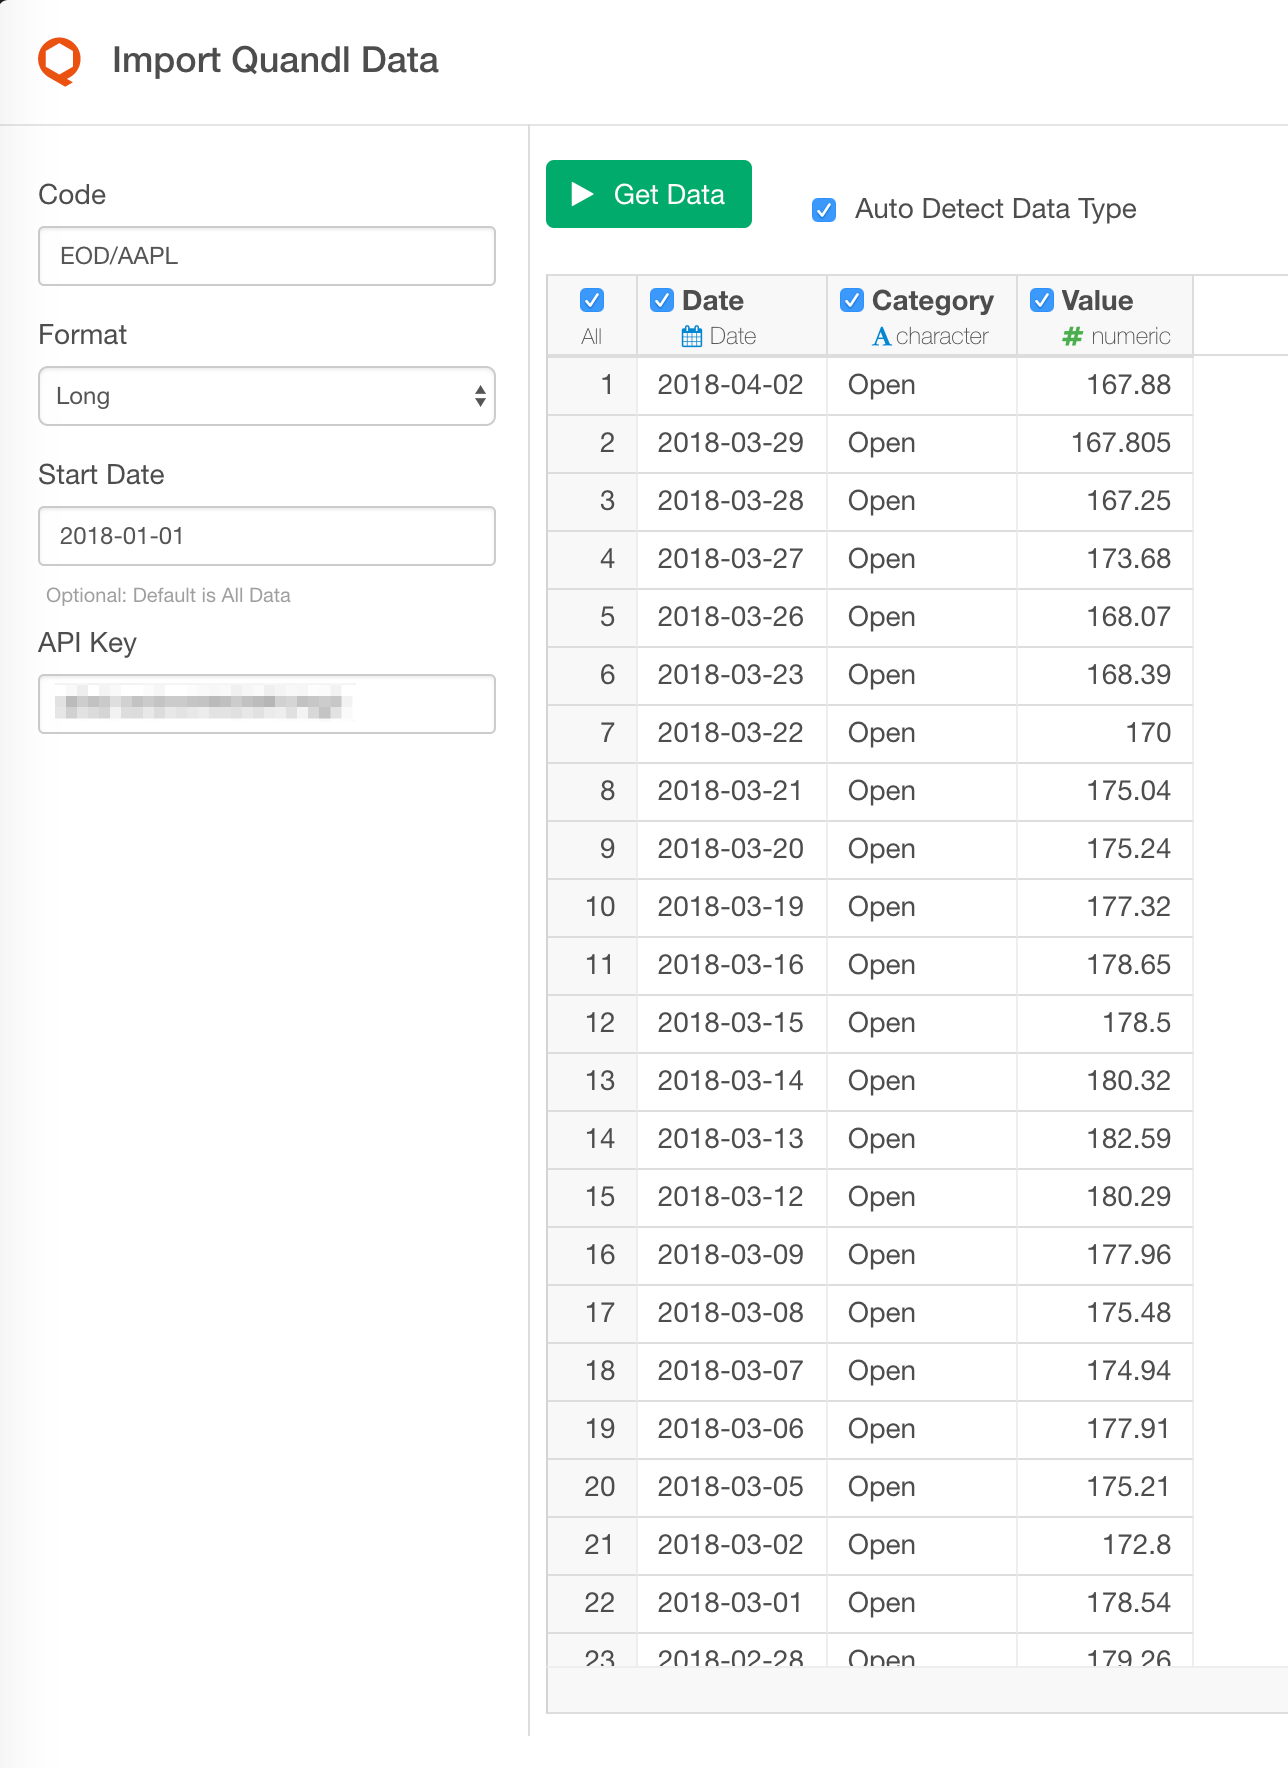 Import Quandl Data
Code
EOD/AAPL
Format
Long
Start Date
2018-01-01
Optional: Default is All Data
API Key
Get Data
Auto Detect Data Type
Date Category Value
All Date character numeric
1 2018-04-02 Open 167.88
2 2018-03-29 Open 167.805
3 2018-03-28 Open 167.25
4 2018-03-27 Open 173.68
5 2018-03-26 Open 168.07
6 2018-03-23 Open 168.39
7 2018-03-22 Open 170
8 2018-03-21 Open 175.04
9 2018-03-20 Open 175.24
10 2018-03-19 Open 177.32
11 2018-03-16 Open 178.65
12 2018-03-15 Open 178.5
13 2018-03-14 Open 180.32
14 2018-03-13 Open 182.59
15 2018-03-12 Open 180.29
16 2018-03-09 Open 177.96
17 2018-03-08 Open 175.48
18 2018-03-07 Open 174.94
19 2018-03-06 Open 177.91
20 2018-03-05 Open 175.21
21 2018-03-02 Open 172.8
22 2018-03-01 Open 178.54
23 2018-02-28 Open 179.26